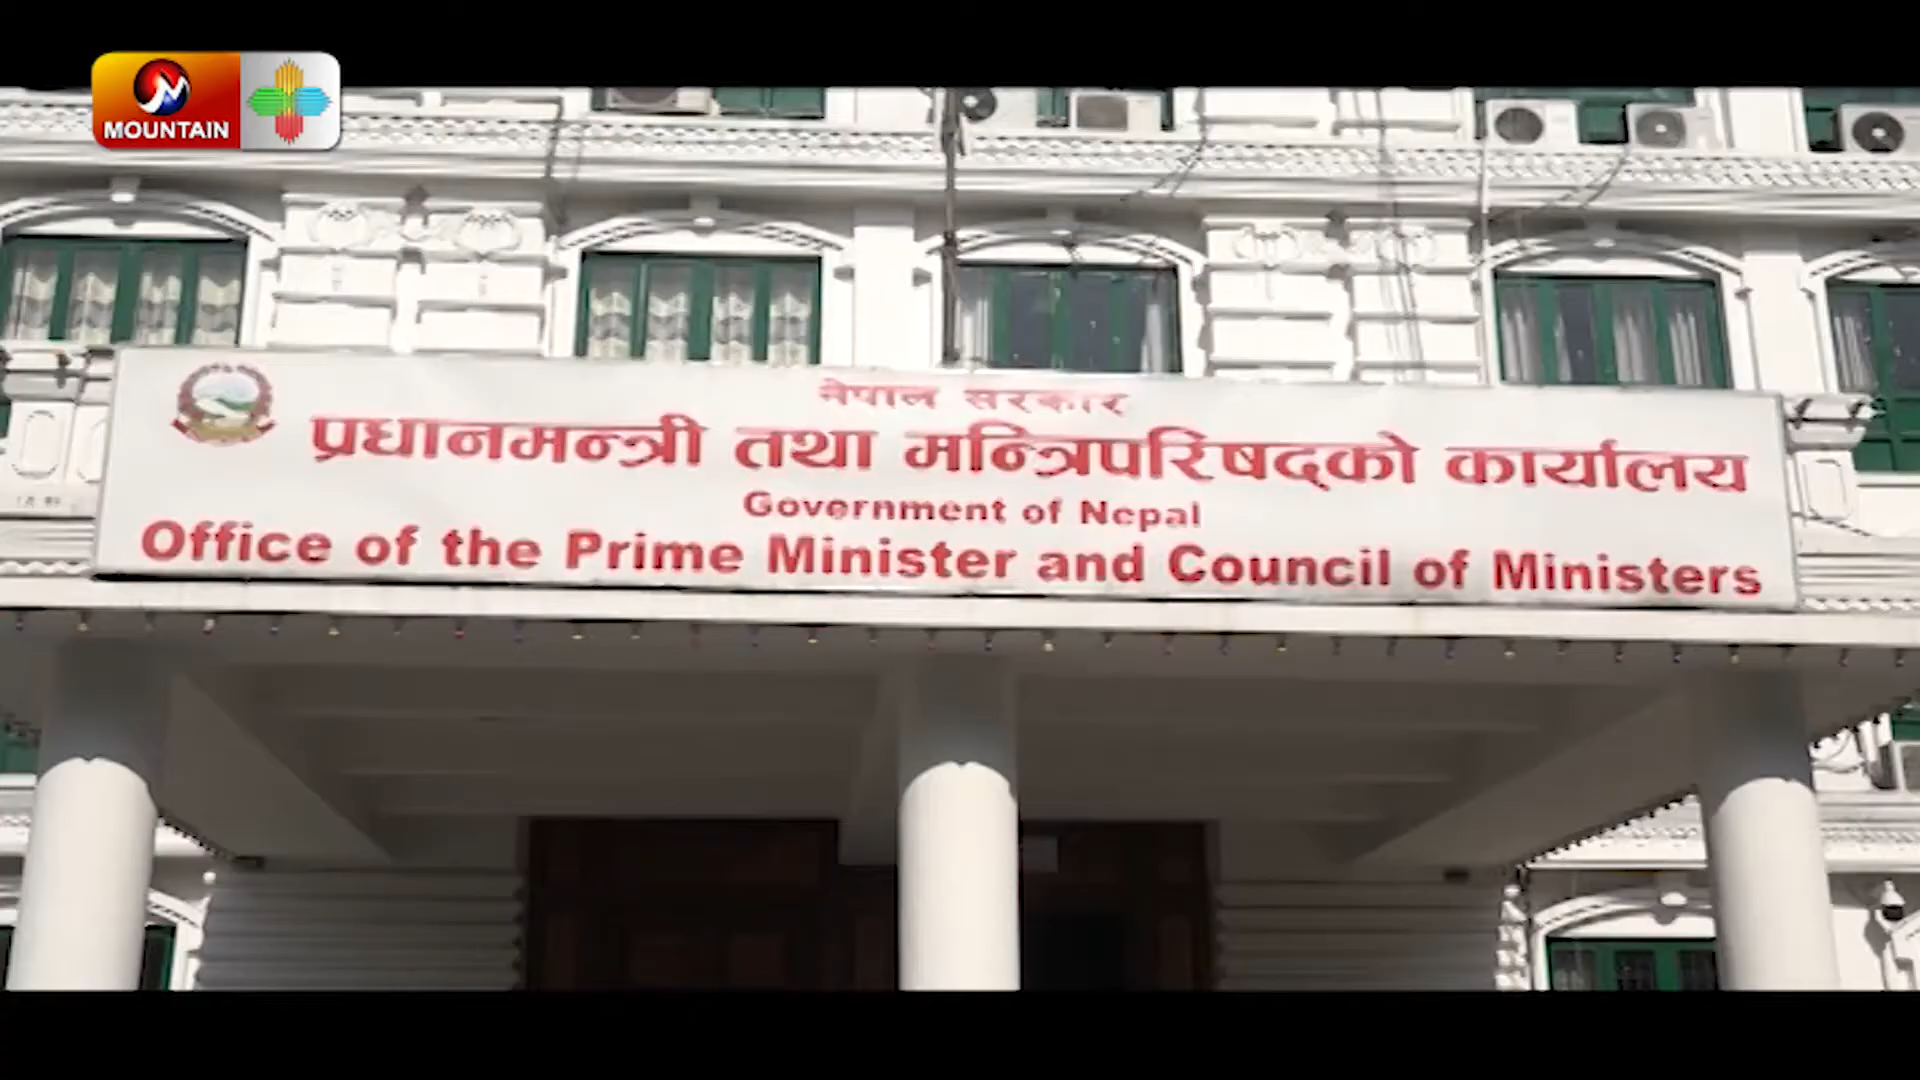 MOUNTAIN
नेपाल सरकार
प्रधानमन्त्री तथा मन्त्रिपरिषद्को कार्यालय
Government of Nepal
Office of the Prime Minister and Council of Ministers